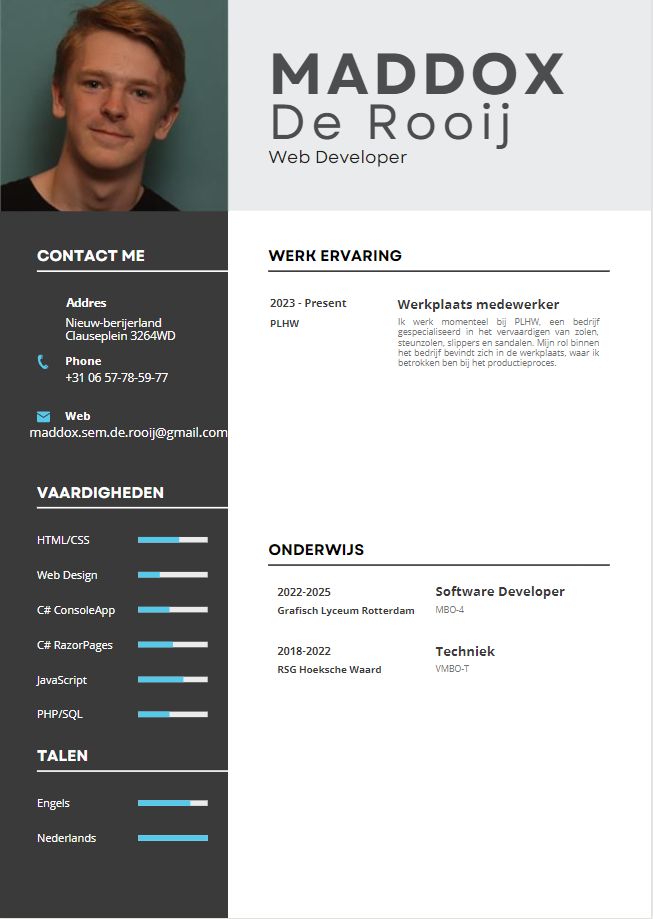 MADDOX
De Rooij
Web Developer
CONTACT ME
Addres
Nieuw-berijerland
Clauseplein 3264WD
Phone
+31 06 57-78-59-77
Web
maddox.sem.de.rooij@gmail.com
VAARDIGHEDEN
HTML/CSS
Web Design
C# ConsoleApp
C# RazorPages
JavaScript
PHP/SQL
TALEN
Engels
Nederlands
WERK ERVARING
2023 - Present
PLHW
Werkplaats medewerker
Ik werk momenteel bij PLHW, een bedrijf
gespecialiseerd in het vervaardigen van zolen,
steunzolen, slippers en sandalen. Mijn rol binnen
het bedrijf bevindt zich in de werkplaats, waar ik
betrokken ben bij het productieproces.
ONDERWIJS
2022-2025
Grafisch Lyceum Rotterdam
Software Developer
MBO-4
2018-2022
RSG Hoeksche Waard
Techniek
VMBO-T